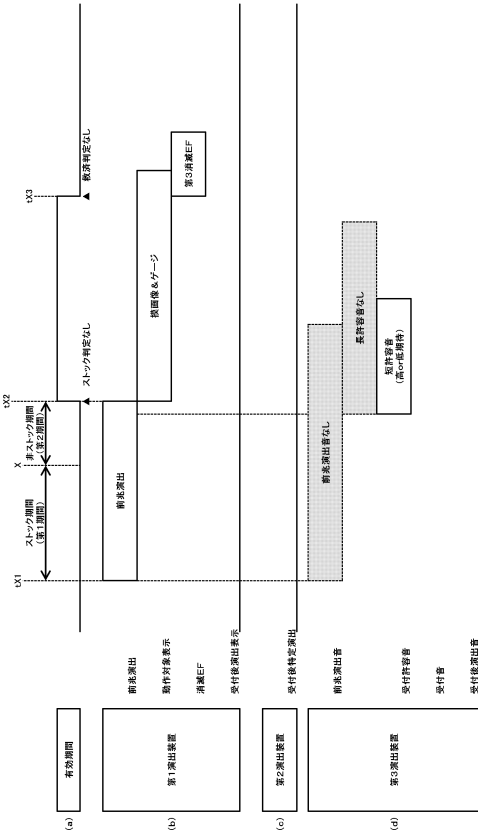 tX1
X
tX2
tX3
ストック期間
(第1期間)
非ストック期間
(第2期間)
(a)
有効期間
ストック判定なし
救済判定なし
(b)
第1演出装置
前兆演出
前兆演出
動作対象表示
模画像&ゲージ
消滅EF
第3消滅EF
受付後演出表示
(c)
第2演出装置
受付後特定演出
(d)
第3演出装置
前兆演出音
前兆演出音なし
長許容音なし
受付許容音
短許容音
(高or低期待)
受付音
受付後演出音